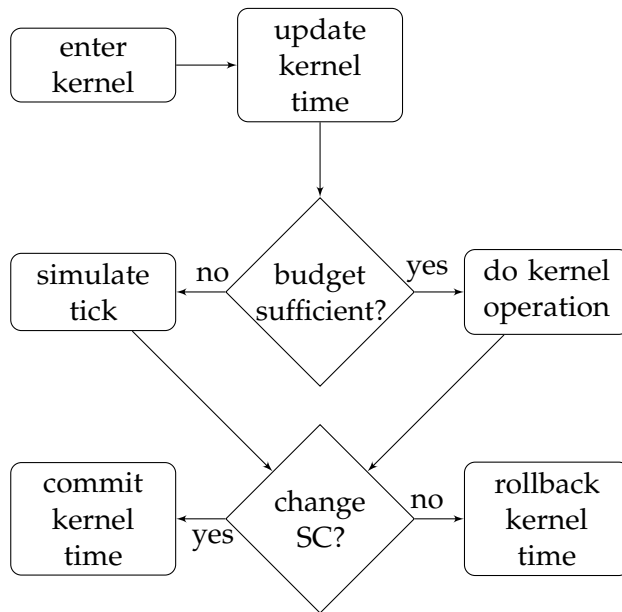 enter
kernel
update
kernel
time
simulate
tick
no
budget
sufficient?
yes
do kernel
operation
commit
kernel
time
yes
change
SC?
no
rollback
kernel
time